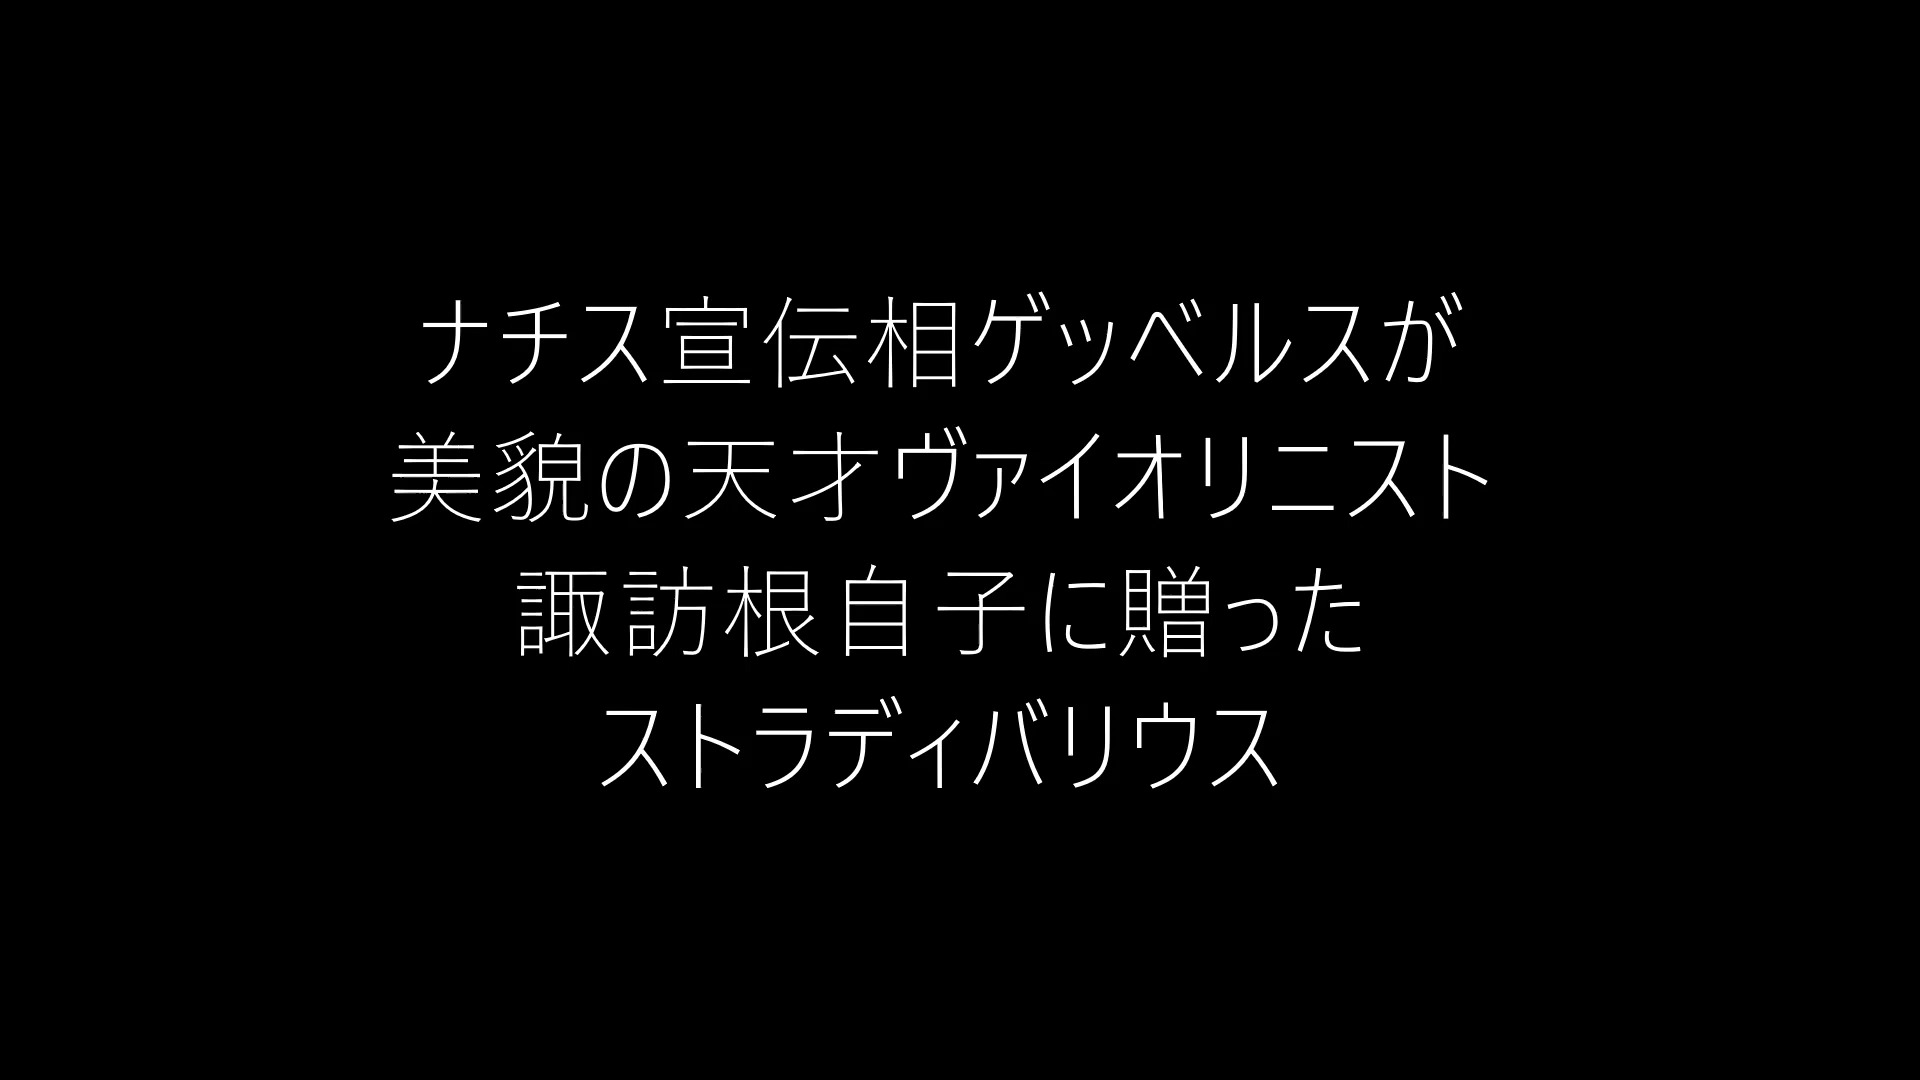 ナチス宣伝相ゲッベルスが
美貌の天才ヴァイオリニスト
諏訪根自子に贈った
ストラディバリウス